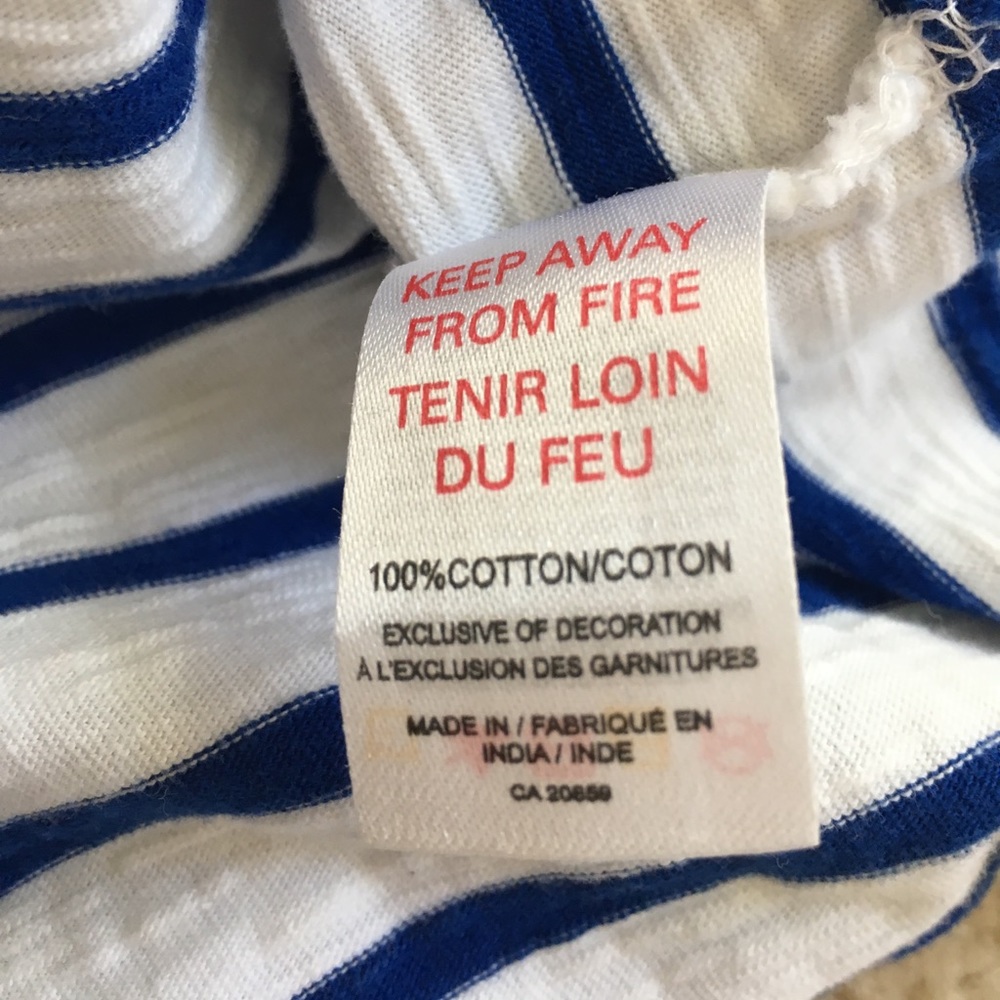 KEEP AWAY
FROM FIRE
TENIR LOIN
DU FEU
100%COTTON/COTON
EXCLUSIVE OF DECORATION
À L'EXCLUSION DES GARNITURES
MADE IN / FABRIQUÉ EN
INDIA / INDE
CA 20859